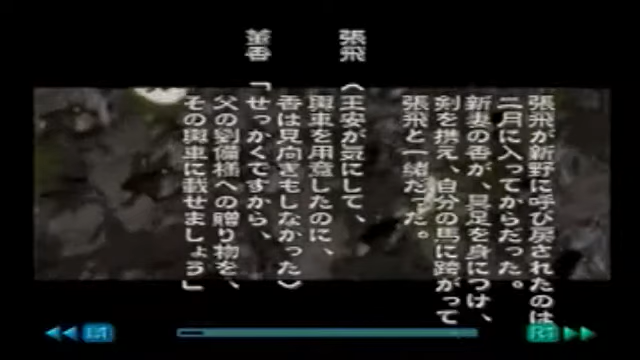 張飛が新野に呼び戻されたのは
二月に入ってからだった。
新妻の香が、具足を身につけ、
剣を携え、自分の馬に跨がって
張飛と一緒だった。
張飛（王安が気にして、
輿車を用意したのに、
香は見向きもしなかった）
董香「せっかくですから、
父の劉備様への贈り物を、
その輿車に載せましょう」
L1
R1